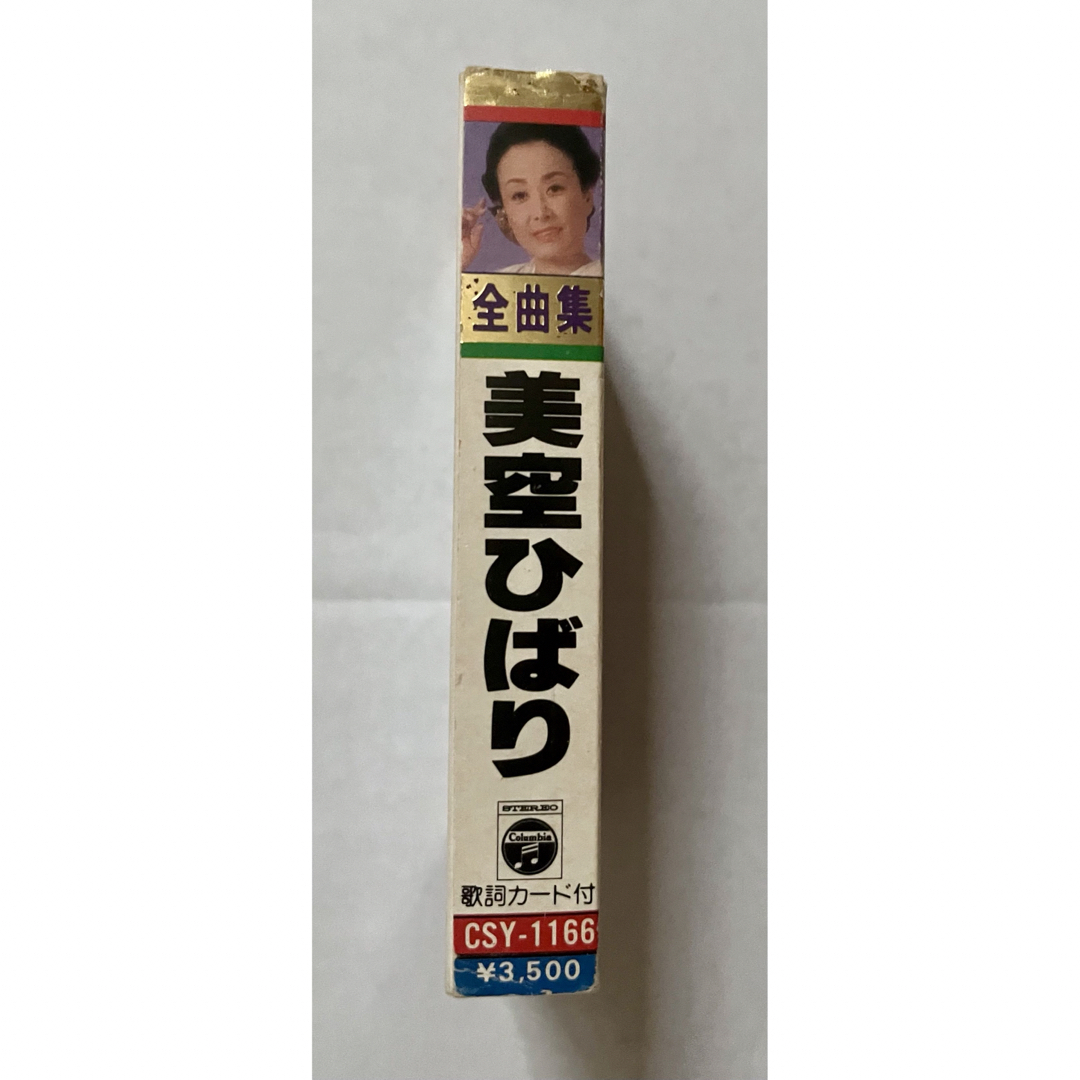 全曲集
美空ひばり
STEREO
Columbia
歌詞カード付
CSY-1166
¥3,500